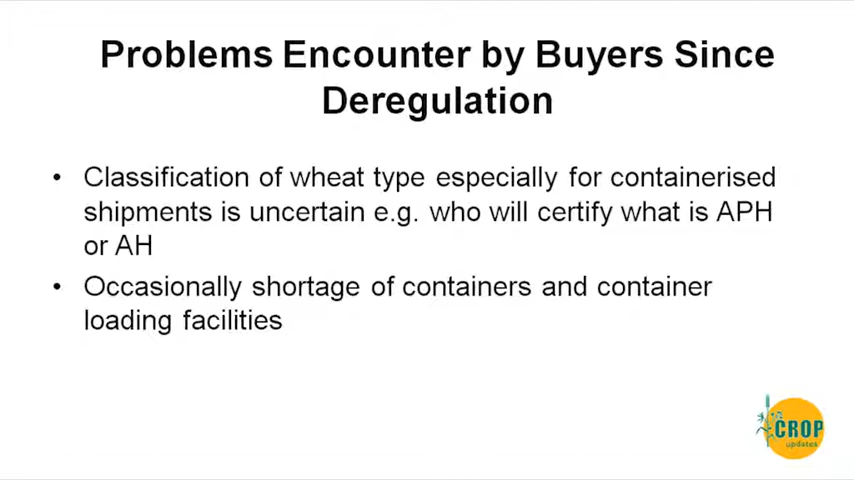 Problems Encounter by Buyers Since
Deregulation
• Classification of wheat type especially for containerised
shipments is uncertain e.g. who will certify what is APH
or AH
• Occasionally shortage of containers and container
loading facilities
CROP
updates